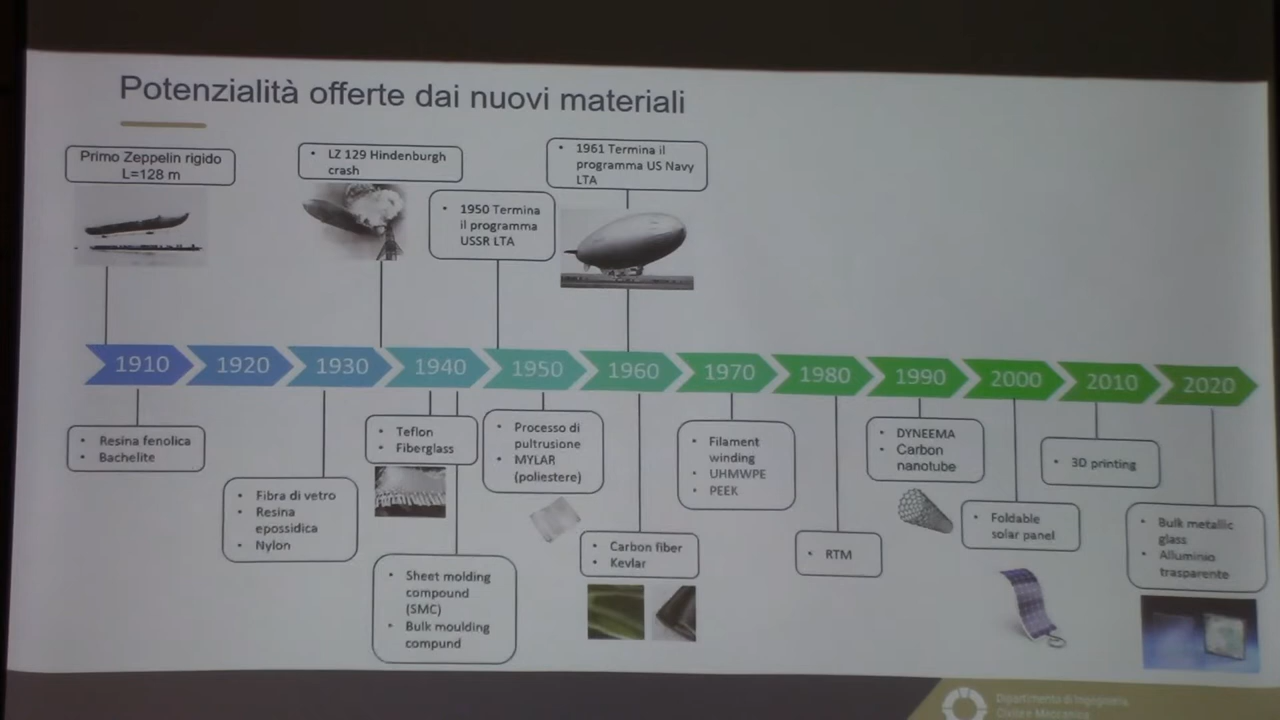 Potenzialità offerte dai nuovi materiali
Primo Zeppelin rigido
L=128 m
• LZ 129 Hindenburgh
crash
• 1950 Termina
il programma
USSR LTA
• 1961 Termina il
programma US Navy
LTA
1910 1920 1930 1940 1950 1960 1970 1980 1990 2000 2010 2020
• Resina fenolica
• Bachelite
• Fibra di vetro
• Resina
epossidica
• Nylon
• Teflon
• Fiberglass
• Sheet molding
compound
(SMC)
• Bulk moulding
compund
• Processo di
pultrusione
• MYLAR
(poliestere)
• Carbon fiber
• Kevlar
• Filament
winding
• UHMWPE
• PEEK
• RTM
• DYNEEMA
• Carbon
nanotube
• Foldable
solar panel
• 3D printing
• Bulk metallic
glass
• Alluminio
trasparente
Dipartimento di Ingegneria
Civile e Meccanica